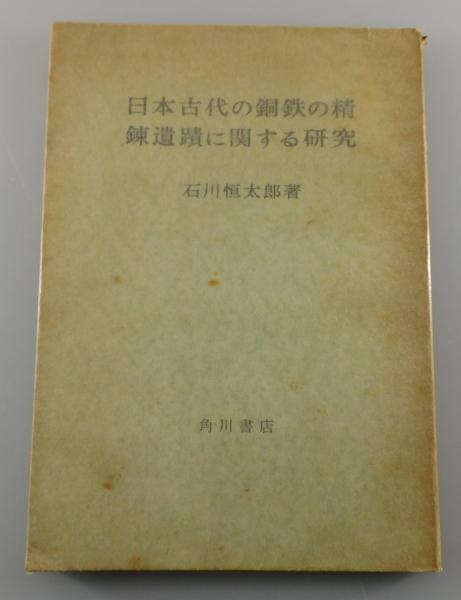 日本古代の銅鉄の精
錬遺蹟に関する研究
石川恒太郎著
角川書店